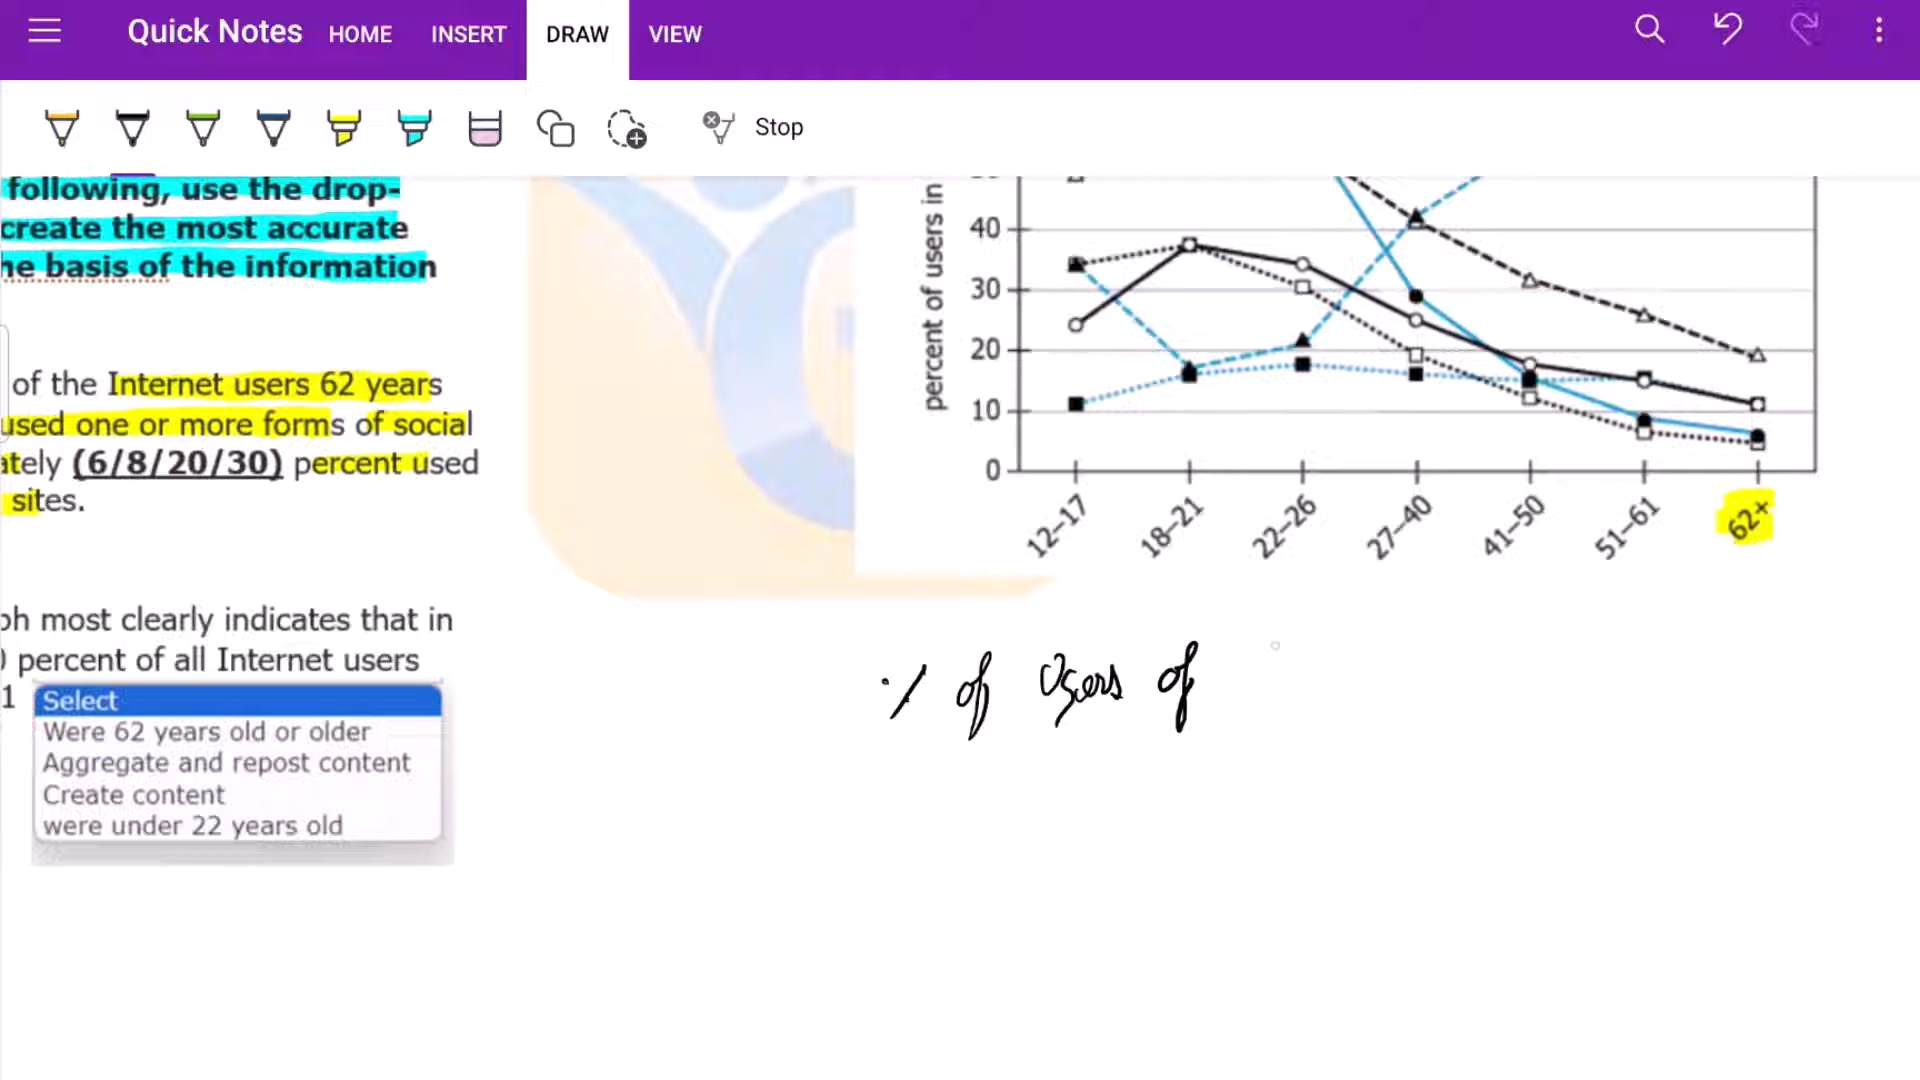 Quick Notes HOME INSERT DRAW VIEW
Stop
following, use the drop-
create the most accurate
he basis of the information
of the Internet users 62 years
used one or more forms of social
ately (6/8/20/30) percent used
sites.
ph most clearly indicates that in
percent of all Internet users
1
Select
Were 62 years old or older
Aggregate and repost content
Create content
were under 22 years old
percent of users in
40
30
20
10
0
12–17 18–21 22–26 27–40 41–50 51–61 62+
% of Users of